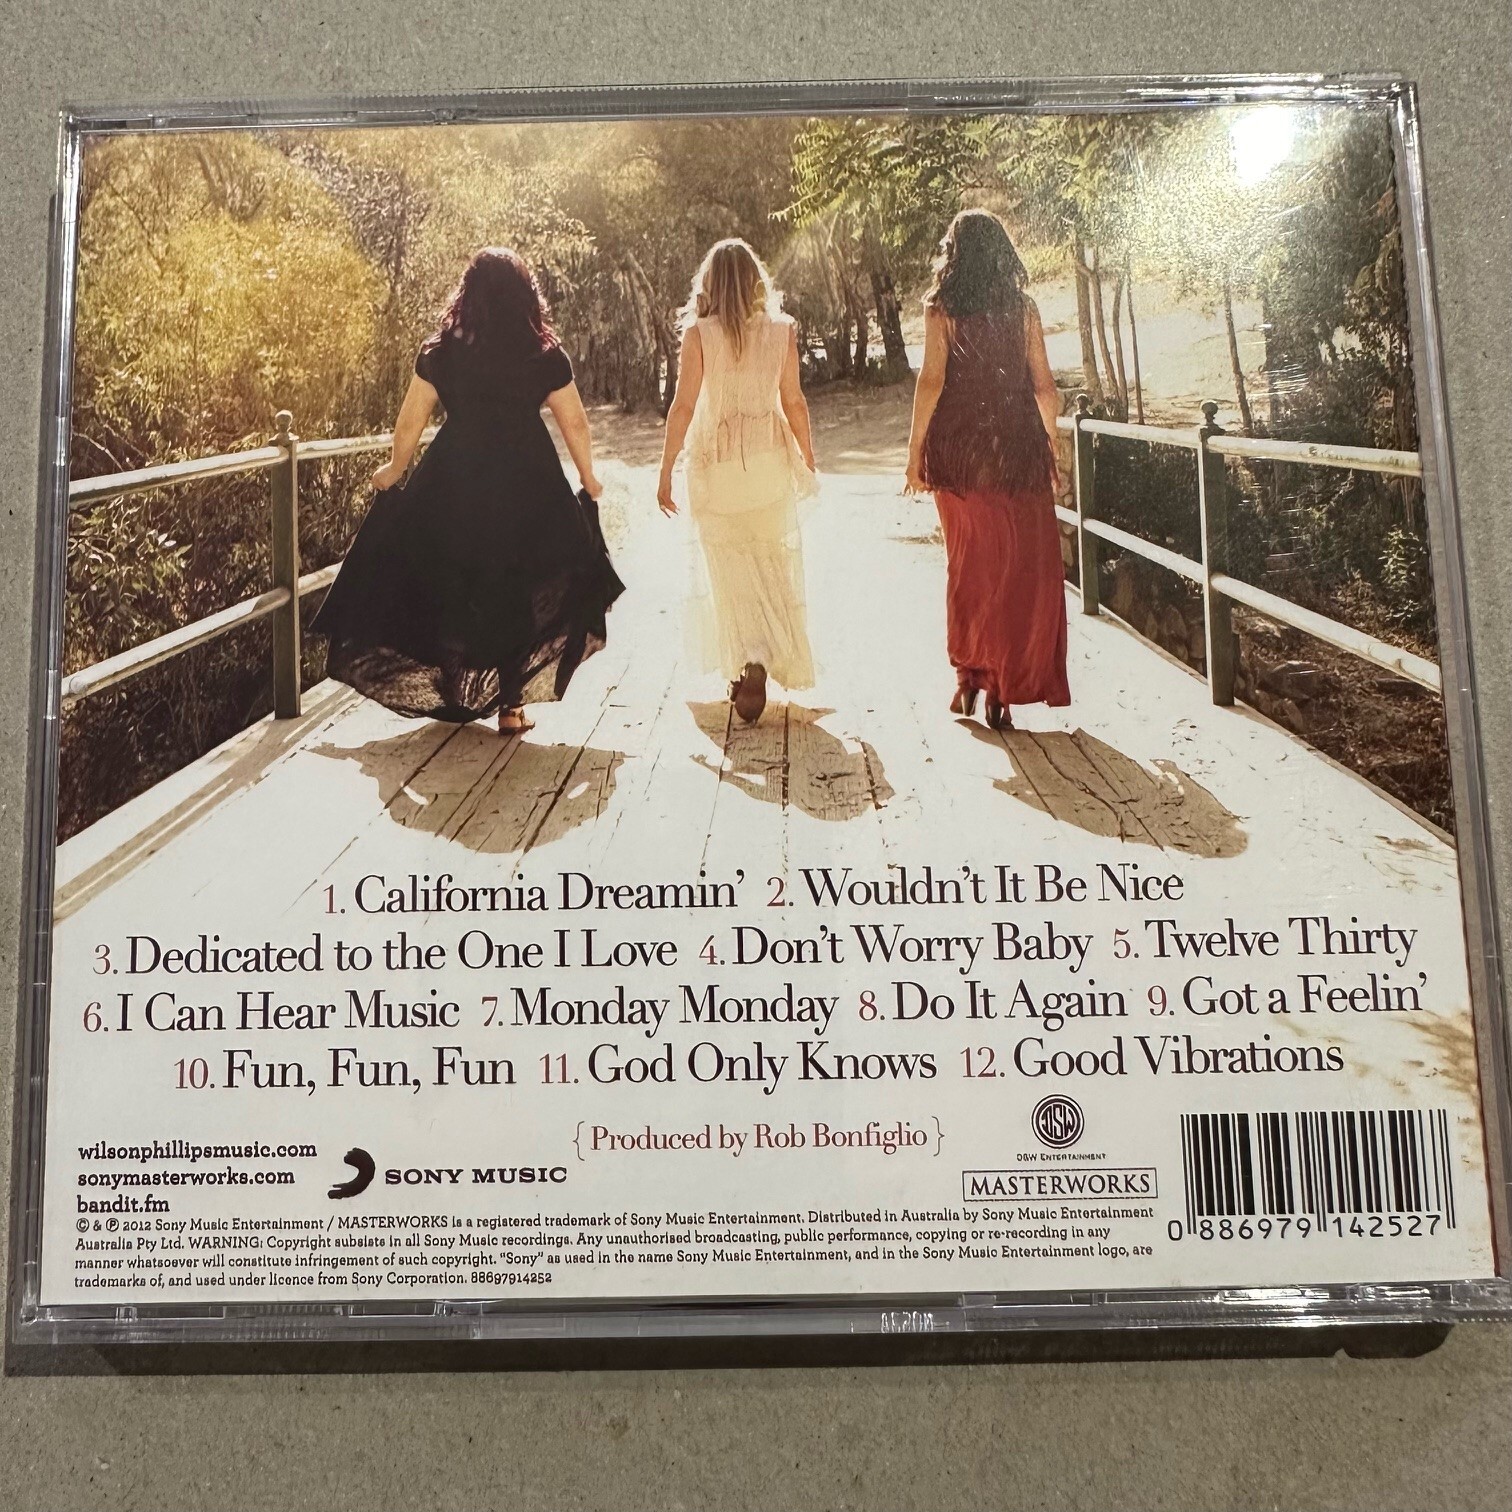 1. California Dreamin' 2. Wouldn't It Be Nice
3. Dedicated to the One I Love 4. Don't Worry Baby 5. Twelve Thirty
6. I Can Hear Music 7. Monday Monday 8. Do It Again 9. Got a Feelin'
10. Fun, Fun, Fun 11. God Only Knows 12. Good Vibrations
{ Produced by Rob Bonfiglio }
wilsonphillipsmusic.com
sonymasterworks.com
bandit.fm
SONY MUSIC
DSW
DSW ENTERTAINMENT
MASTERWORKS
© & ℗ 2012 Sony Music Entertainment / MASTERWORKS is a registered trademark of Sony Music Entertainment. Distributed in Australia by Sony Music Entertainment
Australia Pty Ltd. WARNING: Copyright subsists in all Sony Music recordings. Any unauthorised broadcasting, public performance, copying or re-recording in any
manner whatsoever will constitute infringement of such copyright. "Sony" as used in the name Sony Music Entertainment, and in the Sony Music Entertainment logo, are
trademarks of, and used under licence from Sony Corporation. 88697914252
0 886979 142527